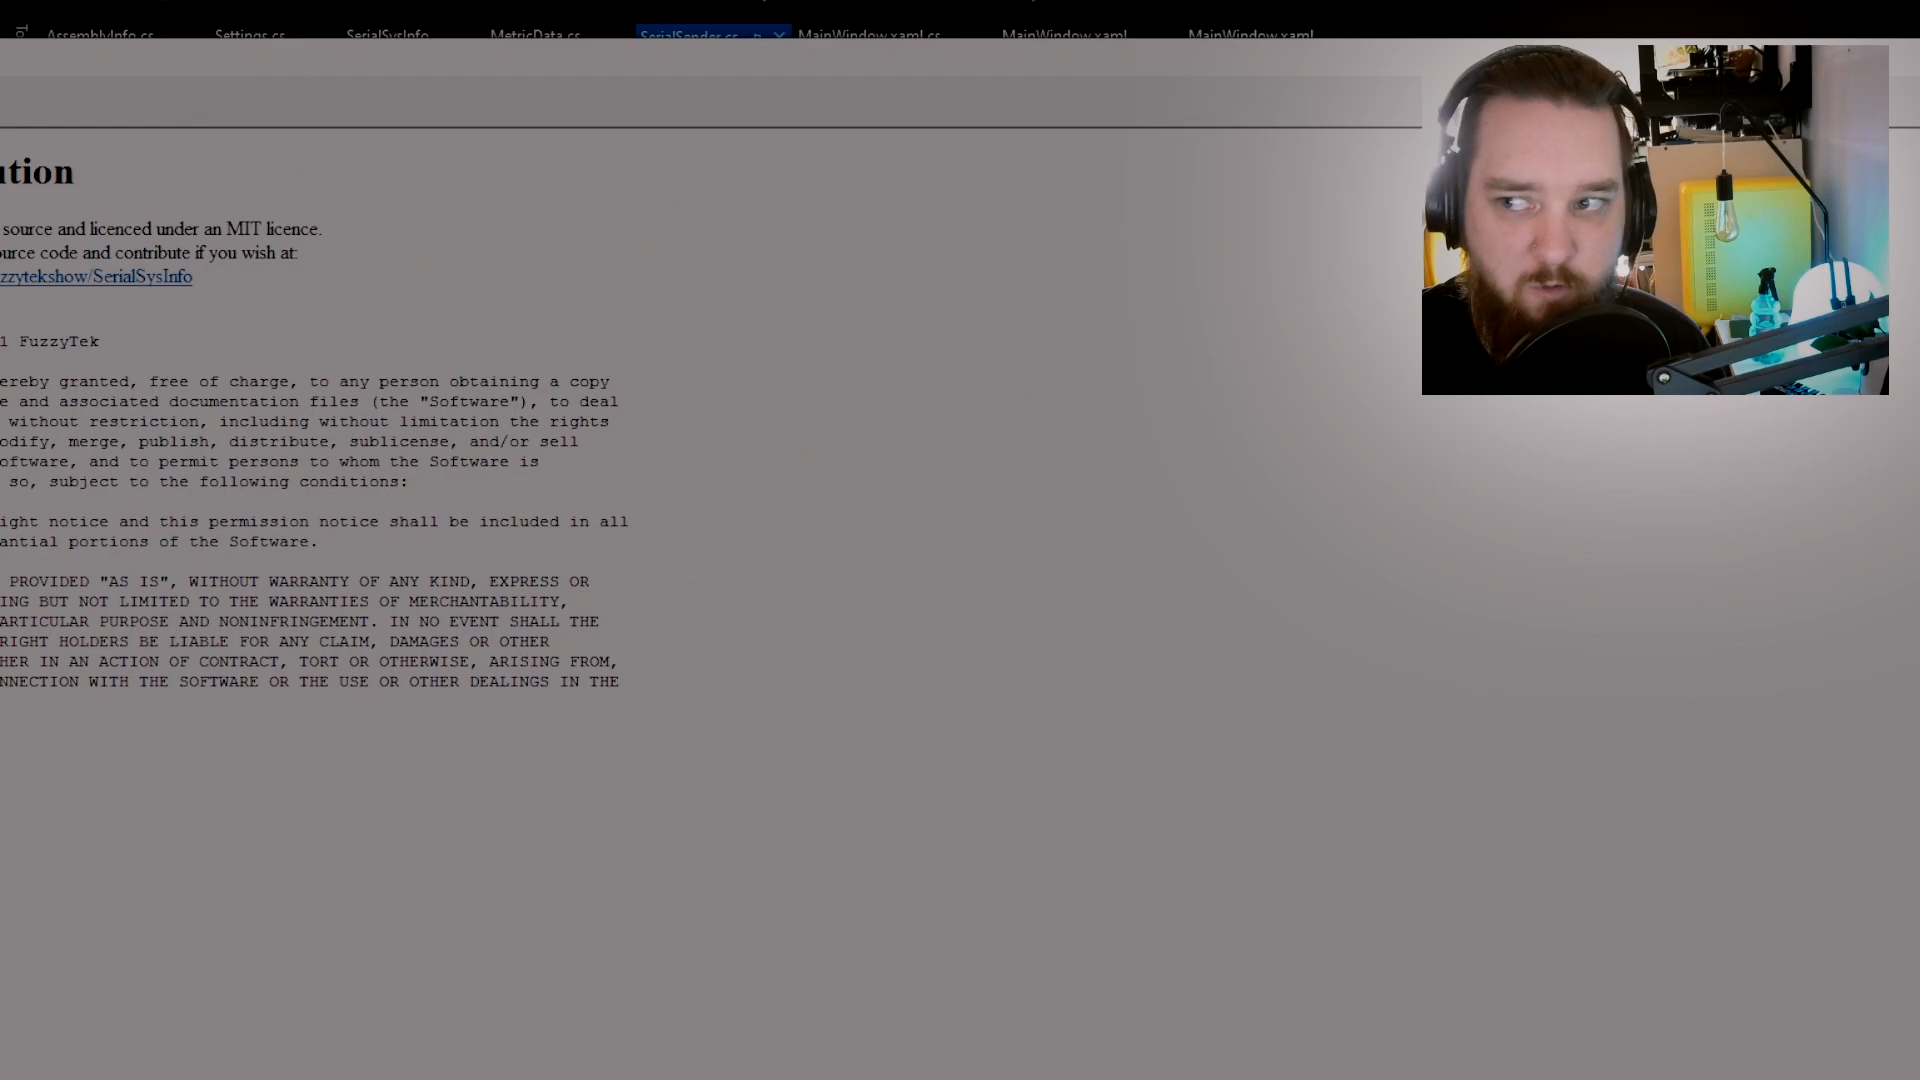 AssemblyInfo.cs Settings.cs SerialSysInfo MetricData.cs SerialSender.cs MainWindow.xaml.cs MainWindow.xaml MainWindow.xaml
ution
source and licenced under an MIT licence.
ource code and contribute if you wish at:
zzytekshow/SerialSysInfo
1 FuzzyTek
ereby granted, free of charge, to any person obtaining a copy
e and associated documentation files (the "Software"), to deal
without restriction, including without limitation the rights
odify, merge, publish, distribute, sublicense, and/or sell
oftware, and to permit persons to whom the Software is
so, subject to the following conditions:
ight notice and this permission notice shall be included in all
antial portions of the Software.
PROVIDED "AS IS", WITHOUT WARRANTY OF ANY KIND, EXPRESS OR
ING BUT NOT LIMITED TO THE WARRANTIES OF MERCHANTABILITY,
ARTICULAR PURPOSE AND NONINFRINGEMENT. IN NO EVENT SHALL THE
RIGHT HOLDERS BE LIABLE FOR ANY CLAIM, DAMAGES OR OTHER
HER IN AN ACTION OF CONTRACT, TORT OR OTHERWISE, ARISING FROM,
NNECTION WITH THE SOFTWARE OR THE USE OR OTHER DEALINGS IN THE